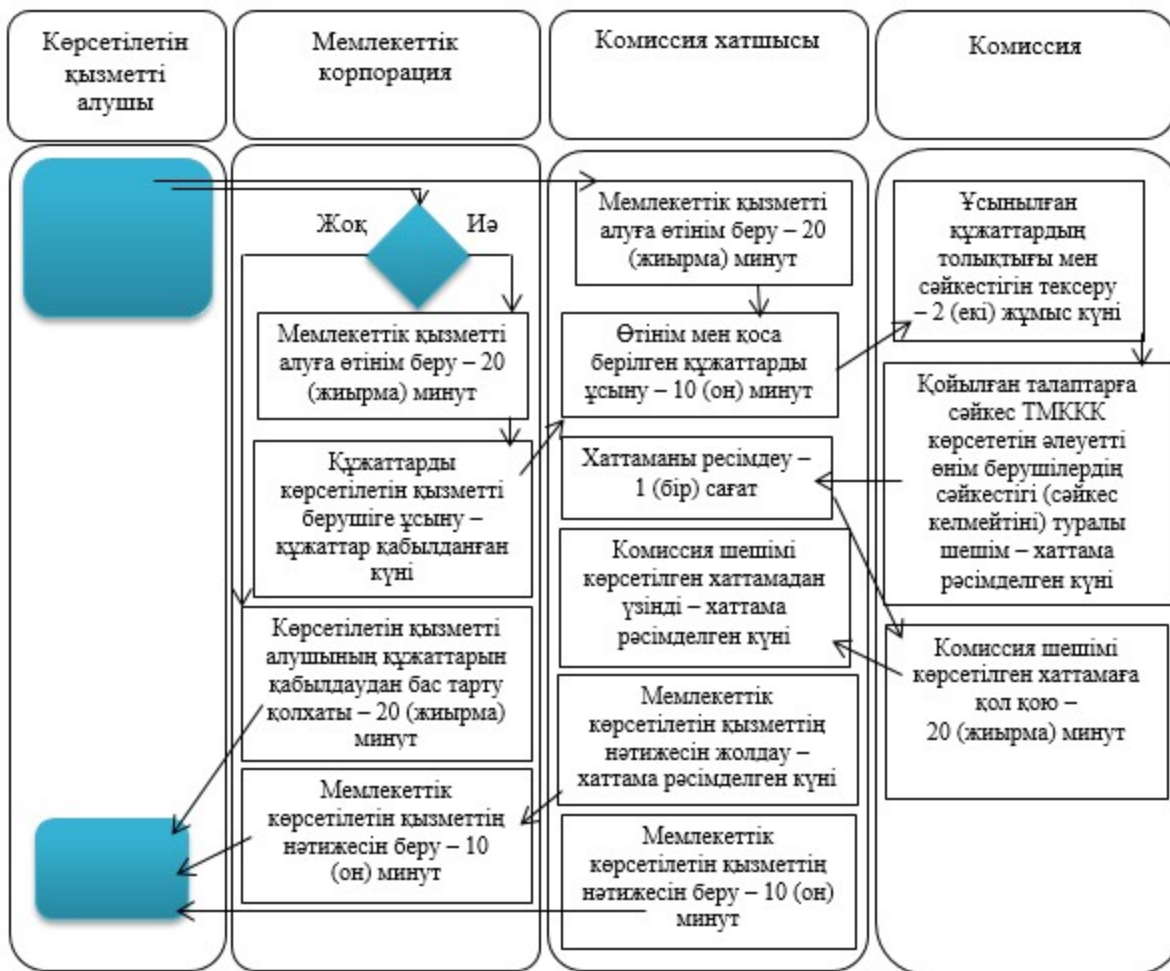 Көрсетілетін
қызметті
алушы
Мемлекеттік
корпорация
Комиссия хатшысы
Комиссия
Жоқ
Иә
Мемлекеттік қызметті
алуға өтінім беру – 20
(жиырма) минут
Құжаттарды
көрсетілетін қызметті
берушіге ұсыну –
құжаттар қабылданған
күні
Көрсетілетін қызметті
алушының құжаттарын
қабылдаудан бас тарту
қолхаты – 20 (жиырма)
минут
Мемлекеттік
көрсетілетін қызметтің
нәтижесін беру – 10
(он) минут
Мемлекеттік қызметті
алуға өтінім беру – 20
(жиырма) минут
Өтінім мен қоса
берілген құжаттарды
ұсыну – 10 (он) минут
Хаттаманы ресімдеу –
1 (бір) сағат
Комиссия шешімі
көрсетілген хаттамадан
үзінді – хаттама
рәсімделген күні
Мемлекеттік
көрсетілетін қызметтің
нәтижесін жолдау –
хаттама рәсімделген күні
Мемлекеттік
көрсетілетін қызметтің
нәтижесін беру – 10 (он)
минут
Ұсынылған
құжаттардың
толықтығы мен
сәйкестігін тексеру
– 2 (екі) жұмыс күні
Қойылған талаптарға
сәйкес ТМККК
көрсететін әлеуетті
өнім берушілердің
сәйкестігі (сәйкес
келмейтіні) туралы
шешім – хаттама
рәсімделген күні
Комиссия шешімі
көрсетілген хаттамаға
қол қою –
20 (жиырма) минут